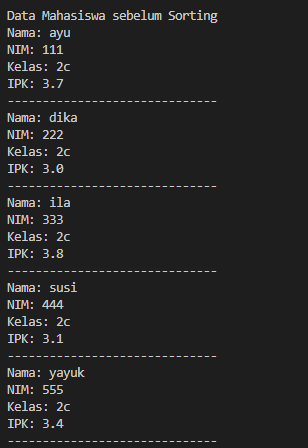 Data Mahasiswa sebelum Sorting
Nama: ayu
NIM: 111
Kelas: 2c
IPK: 3.7
------------------------------
Nama: dika
NIM: 222
Kelas: 2c
IPK: 3.0
------------------------------
Nama: ila
NIM: 333
Kelas: 2c
IPK: 3.8
------------------------------
Nama: susi
NIM: 444
Kelas: 2c
IPK: 3.1
------------------------------
Nama: yayuk
NIM: 555
Kelas: 2c
IPK: 3.4
------------------------------